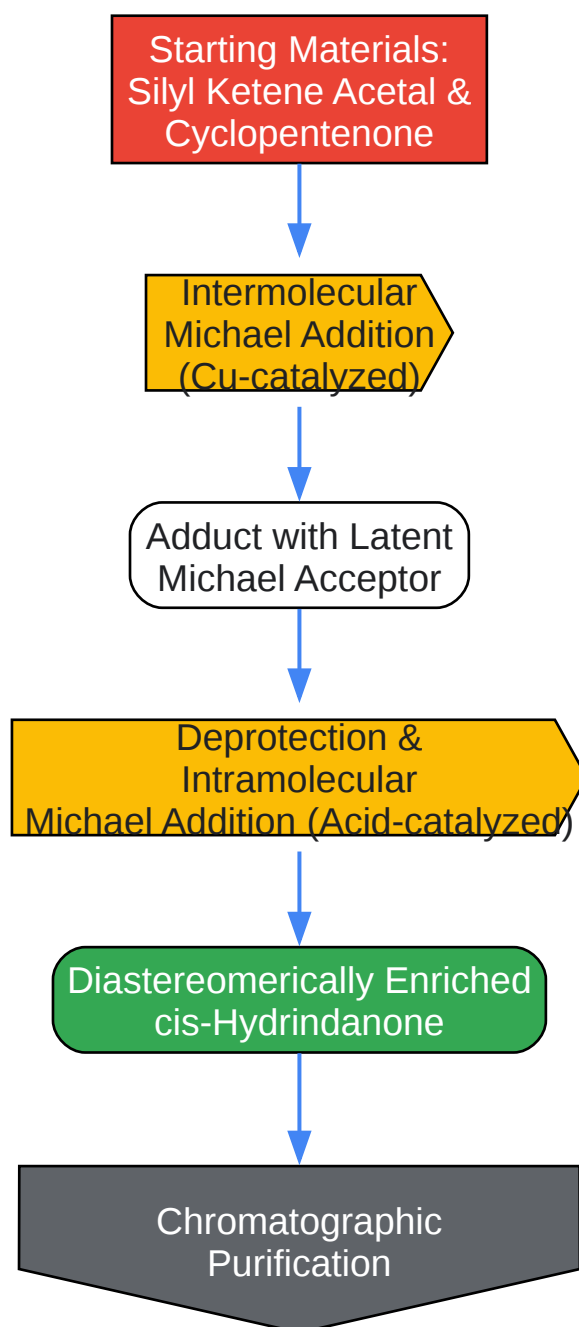 Starting Materials:
Silyl Ketene Acetal &
Cyclopentenone
Intermolecular
Michael Addition
(Cu-catalyzed)
Adduct with Latent
Michael Acceptor
Deprotection &
Intramolecular
Michael Addition (Acid-catalyzed)
Diastereomerically Enriched
cis-Hydrindanone
Chromatographic
Purification